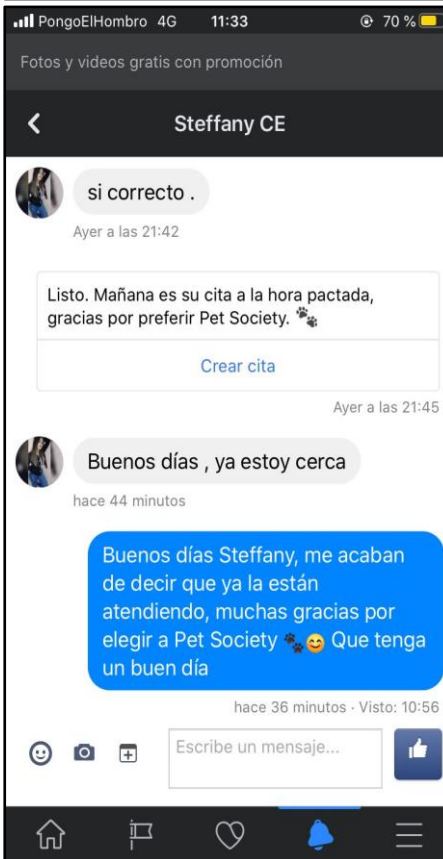 PongoElHombro 4G 11:33 70 %
Fotos y videos gratis con promoción
Steffany CE
si correcto .
Ayer a las 21:42
Listo. Mañana es su cita a la hora pactada,
gracias por preferir Pet Society. 🐾
Crear cita
Ayer a las 21:45
Buenos días , ya estoy cerca
hace 44 minutos
Buenos días Steffany, me acaban
de decir que ya la están
atendiendo, muchas gracias por
elegir a Pet Society 🐾😊 Que tenga
un buen día
hace 36 minutos · Visto: 10:56
Escribe un mensaje...